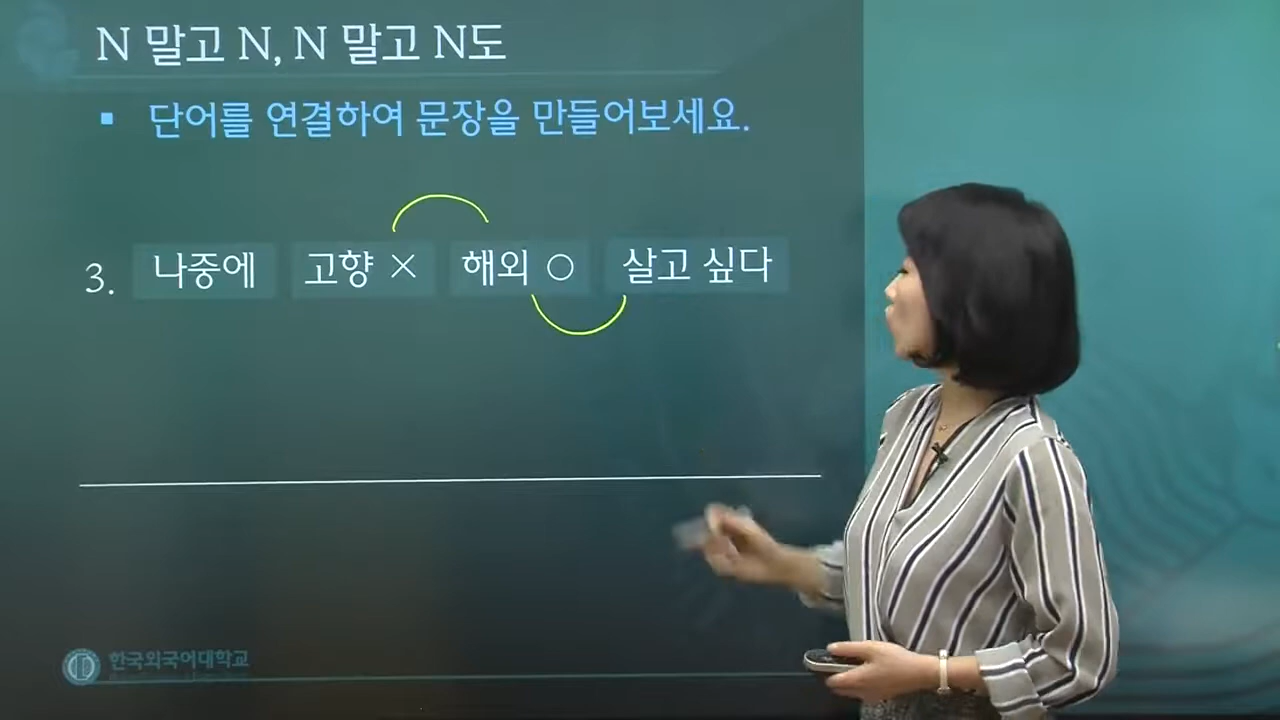 N 말고 N, N 말고 N도
▪ 단어를 연결하여 문장을 만들어보세요.
3. 나중에 고향 × 해외 ○ 살고 싶다
한국외국어대학교